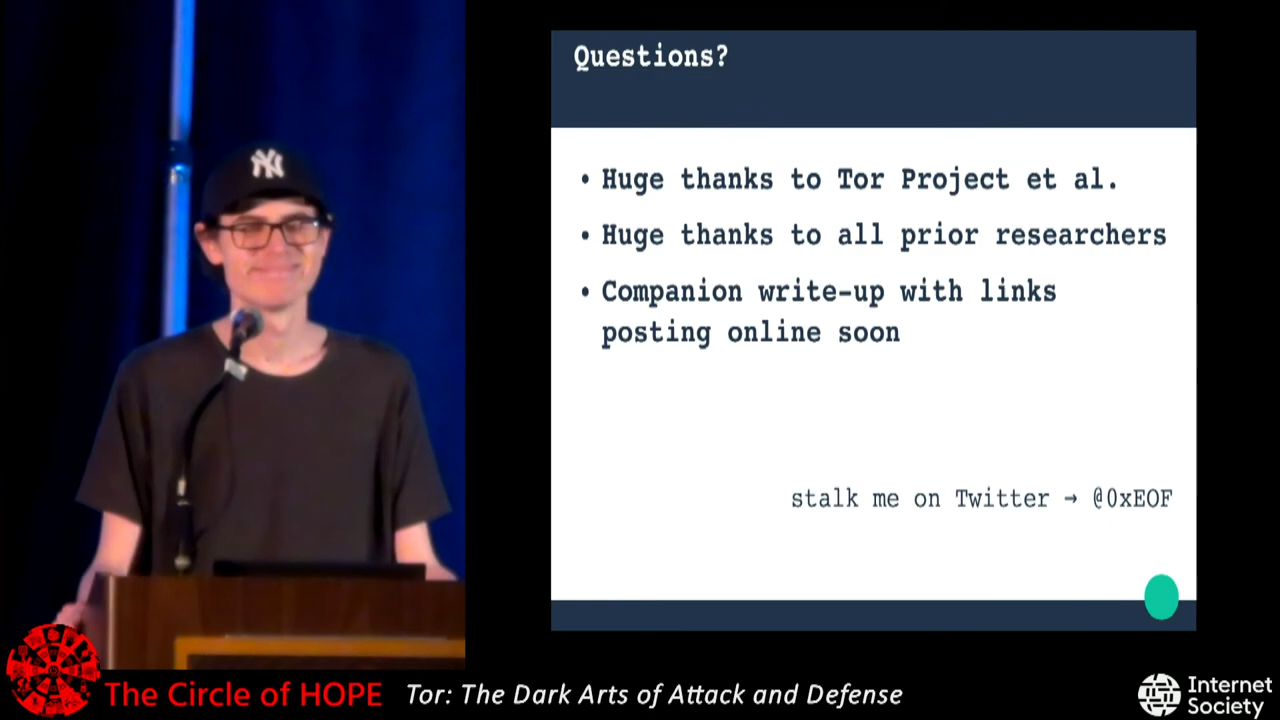 NY
Questions?
• Huge thanks to Tor Project et al.
• Huge thanks to all prior researchers
• Companion write-up with links
posting online soon
stalk me on Twitter → @0xEOF
The Circle of HOPE
Tor: The Dark Arts of Attack and Defense
Internet
Society